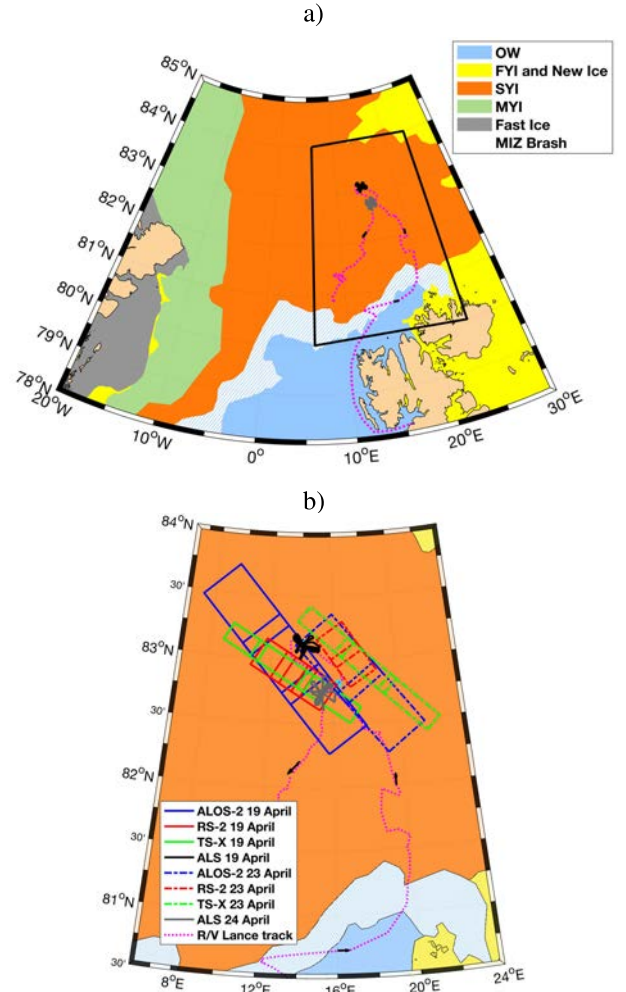 a)
85°N
84°N
83°N
82°N
81°N
80°N
79°N
78°N
20°W
10°W
0°
10°E
20°E
30°E
OW
FYI and New Ice
SYI
MYI
Fast Ice
MIZ Brash
b)
84°N
30'
83°N
30'
82°N
30'
81°N
30'
8°E
12°E
16°E
20°E
24°E
ALOS-2 19 April
RS-2 19 April
TS-X 19 April
ALS 19 April
ALOS-2 23 April
RS-2 23 April
TS-X 23 April
ALS 24 April
R/V Lance track